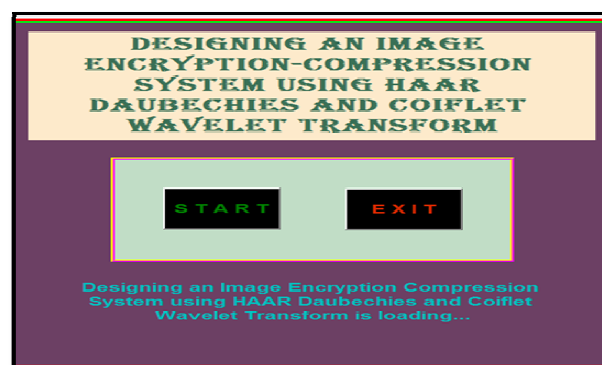 DESIGNING AN IMAGE
ENCRYPTION-COMPRESSION
SYSTEM USING HAAR
DAUBECHIES AND COIFLET
WAVELET TRANSFORM
START EXIT
Designing an Image Encryption Compression
System using HAAR Daubechies and Coiflet
Wavelet Transform is loading...